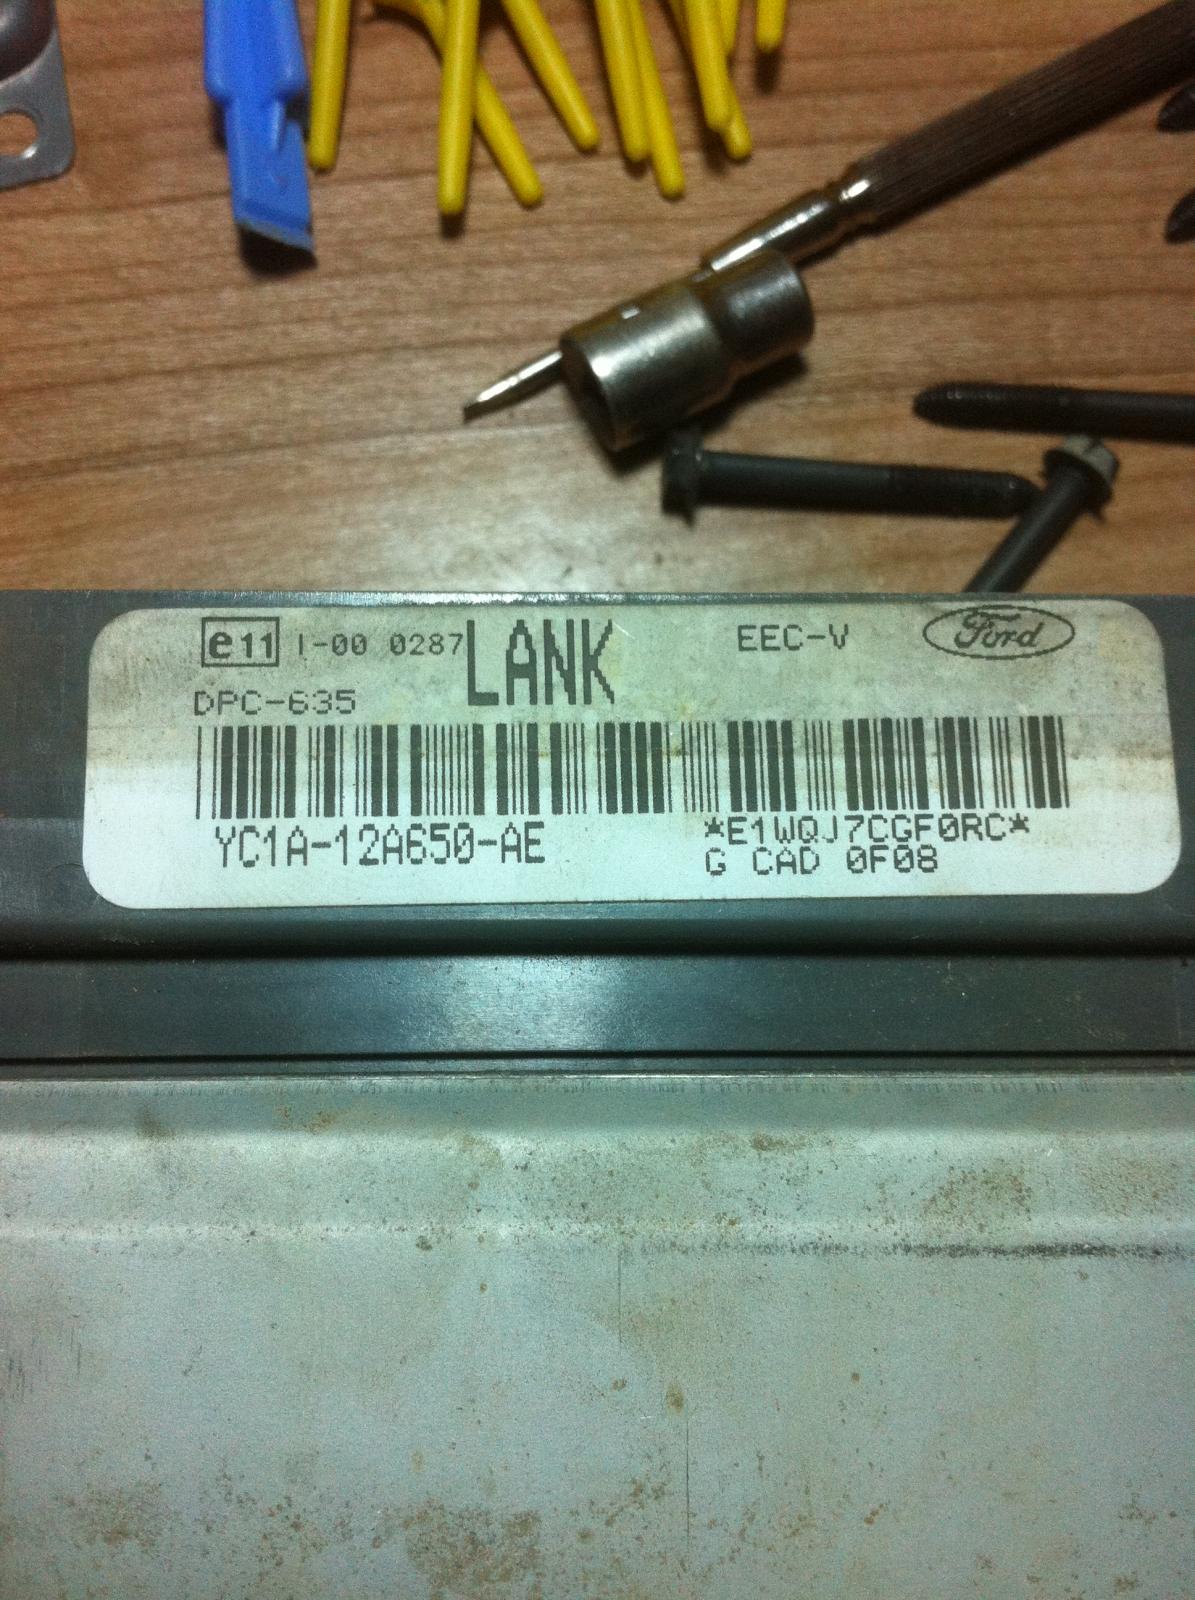 e11 I-00 0287 LANK EEC-V Ford
DPC-635
YC1A-12A650-AE *E1WQJ7CGF0RC*
G CAD 0F08